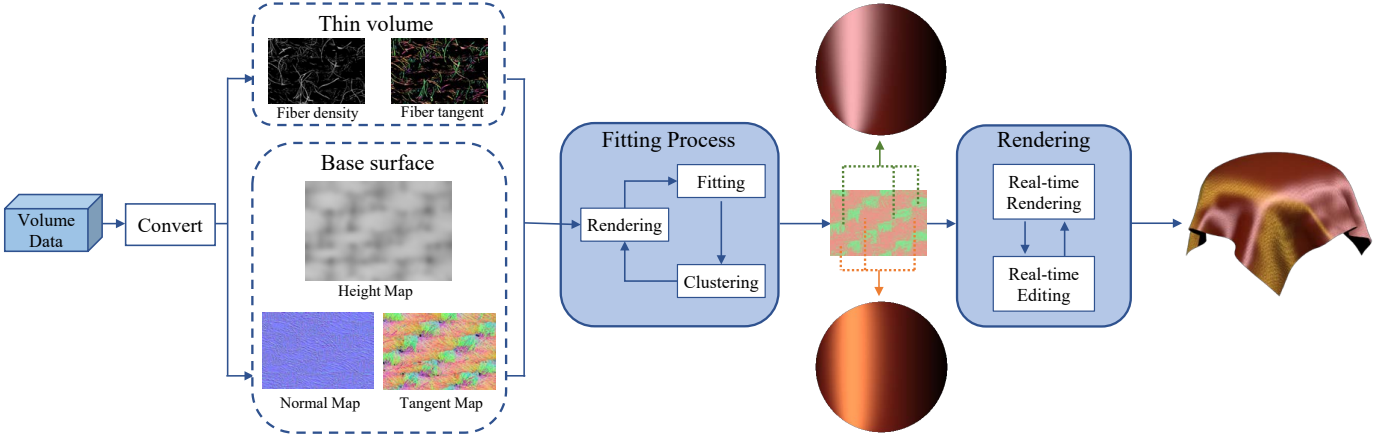 Thin volume
Fiber density
Fiber tangent
Base surface
Height Map
Normal Map
Tangent Map
Volume
Data
Convert
Fitting Process
Fitting
Rendering
Clustering
Rendering
Real-time
Rendering
Real-time
Editing